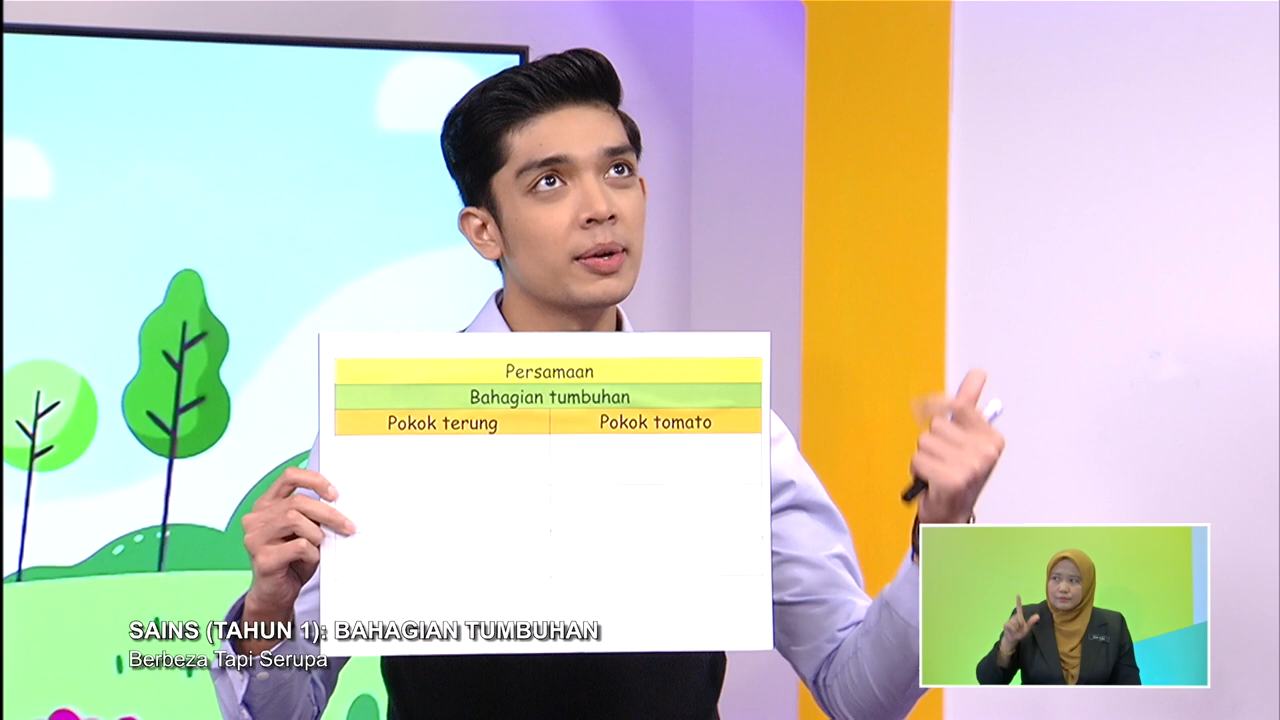 Persamaan
Bahagian tumbuhan
Pokok terung
Pokok tomato
SAINS (TAHUN 1): BAHAGIAN TUMBUHAN
Berbeza Tapi Serupa